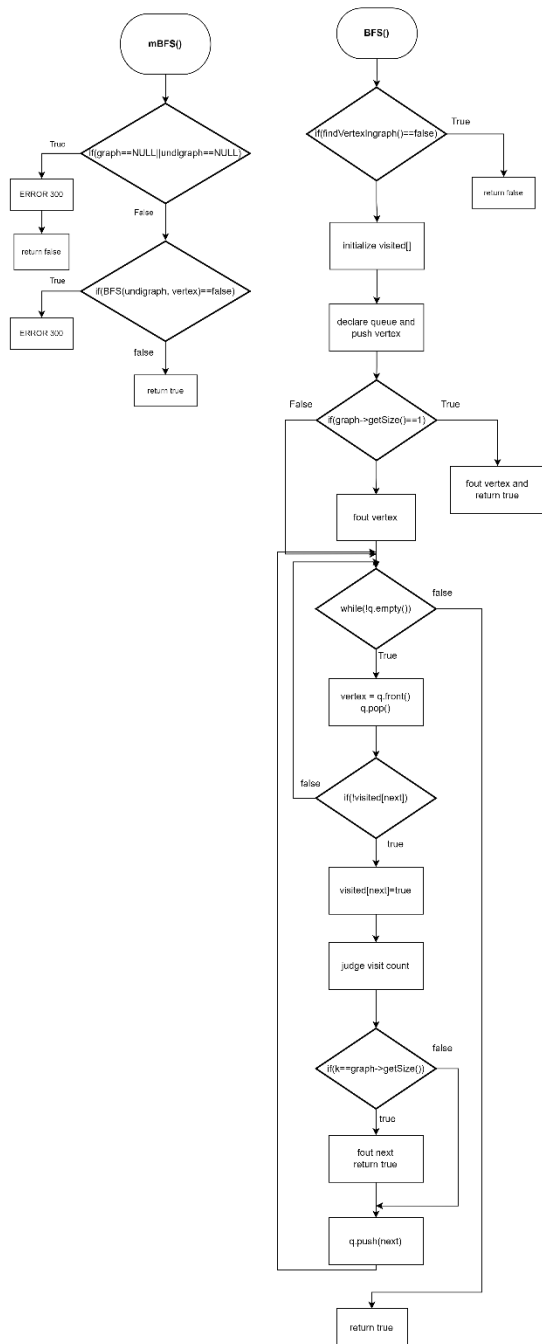 mBFS()
if(graph==NULL||undigraph==NULL)
True
ERROR 300
return false
False
if(BFS(undigraph, vertex)==false)
True
ERROR 300
false
return true
BFS()
if(findVertexIngraph()==false)
True
return false
initialize visited[]
declare queue and
push vertex
False
if(graph->getSize()==1)
True
fout vertex and
return true
fout vertex
while(!q.empty())
false
True
vertex = q.front()
q.pop()
false
if(!visited[next])
true
visited[next]=true
judge visit count
if(k==graph->getSize())
false
true
fout next
return true
q.push(next)
return true